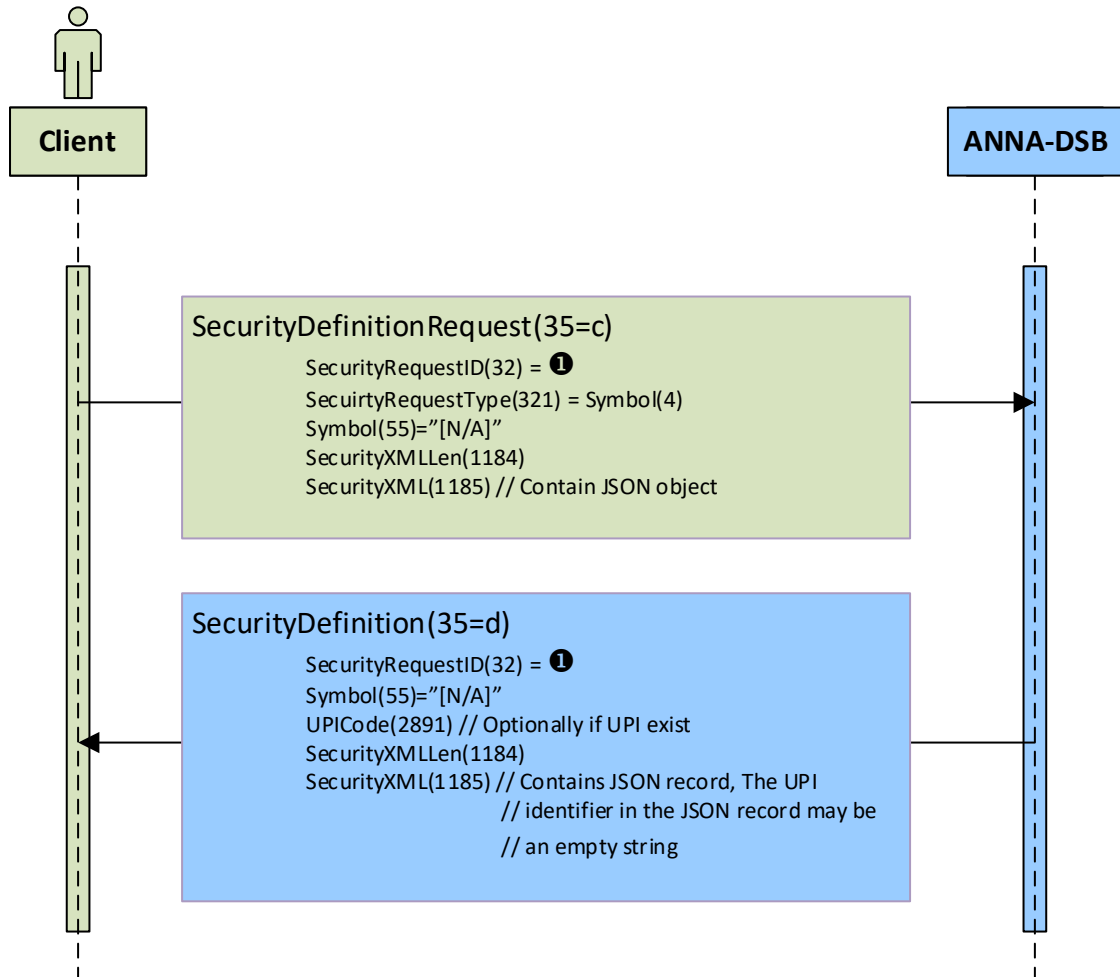 Client
ANNA-DSB
SecurityDefinitionRequest(35=c)
SecurityRequestID(32) = ❶
SecuirtyRequestType(321) = Symbol(4)
Symbol(55)=”[N/A]”
SecurityXMLLen(1184)
SecurityXML(1185) // Contain JSON object
SecurityDefinition(35=d)
SecurityRequestID(32) = ❶
Symbol(55)=”[N/A]”
UPICode(2891) // Optionally if UPI exist
SecurityXMLLen(1184)
SecurityXML(1185) // Contains JSON record, The UPI
// identifier in the JSON record may be
// an empty string